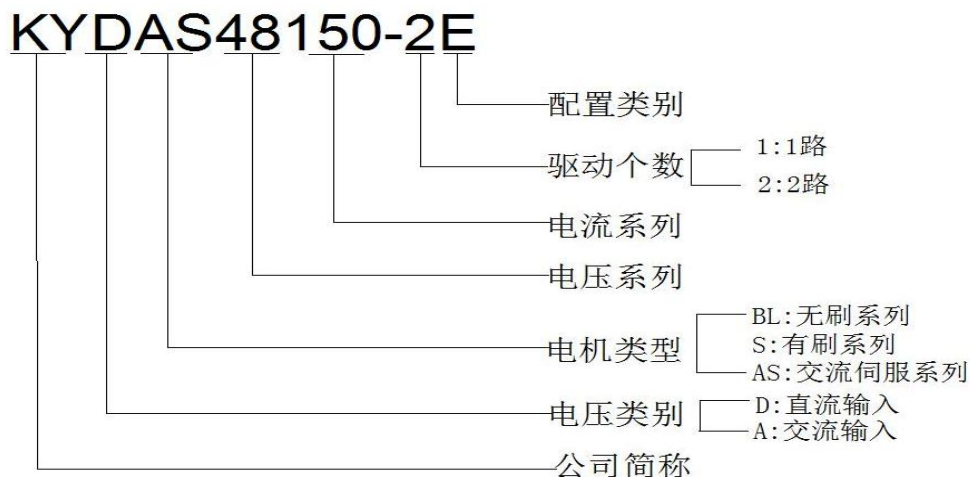 KYDAS48150-2E
配置类别
驱动个数
1:1路
2:2路
电流系列
电压系列
电机类型
BL:无刷系列
S:有刷系列
AS:交流伺服系列
电压类别
D:直流输入
A:交流输入
公司简称